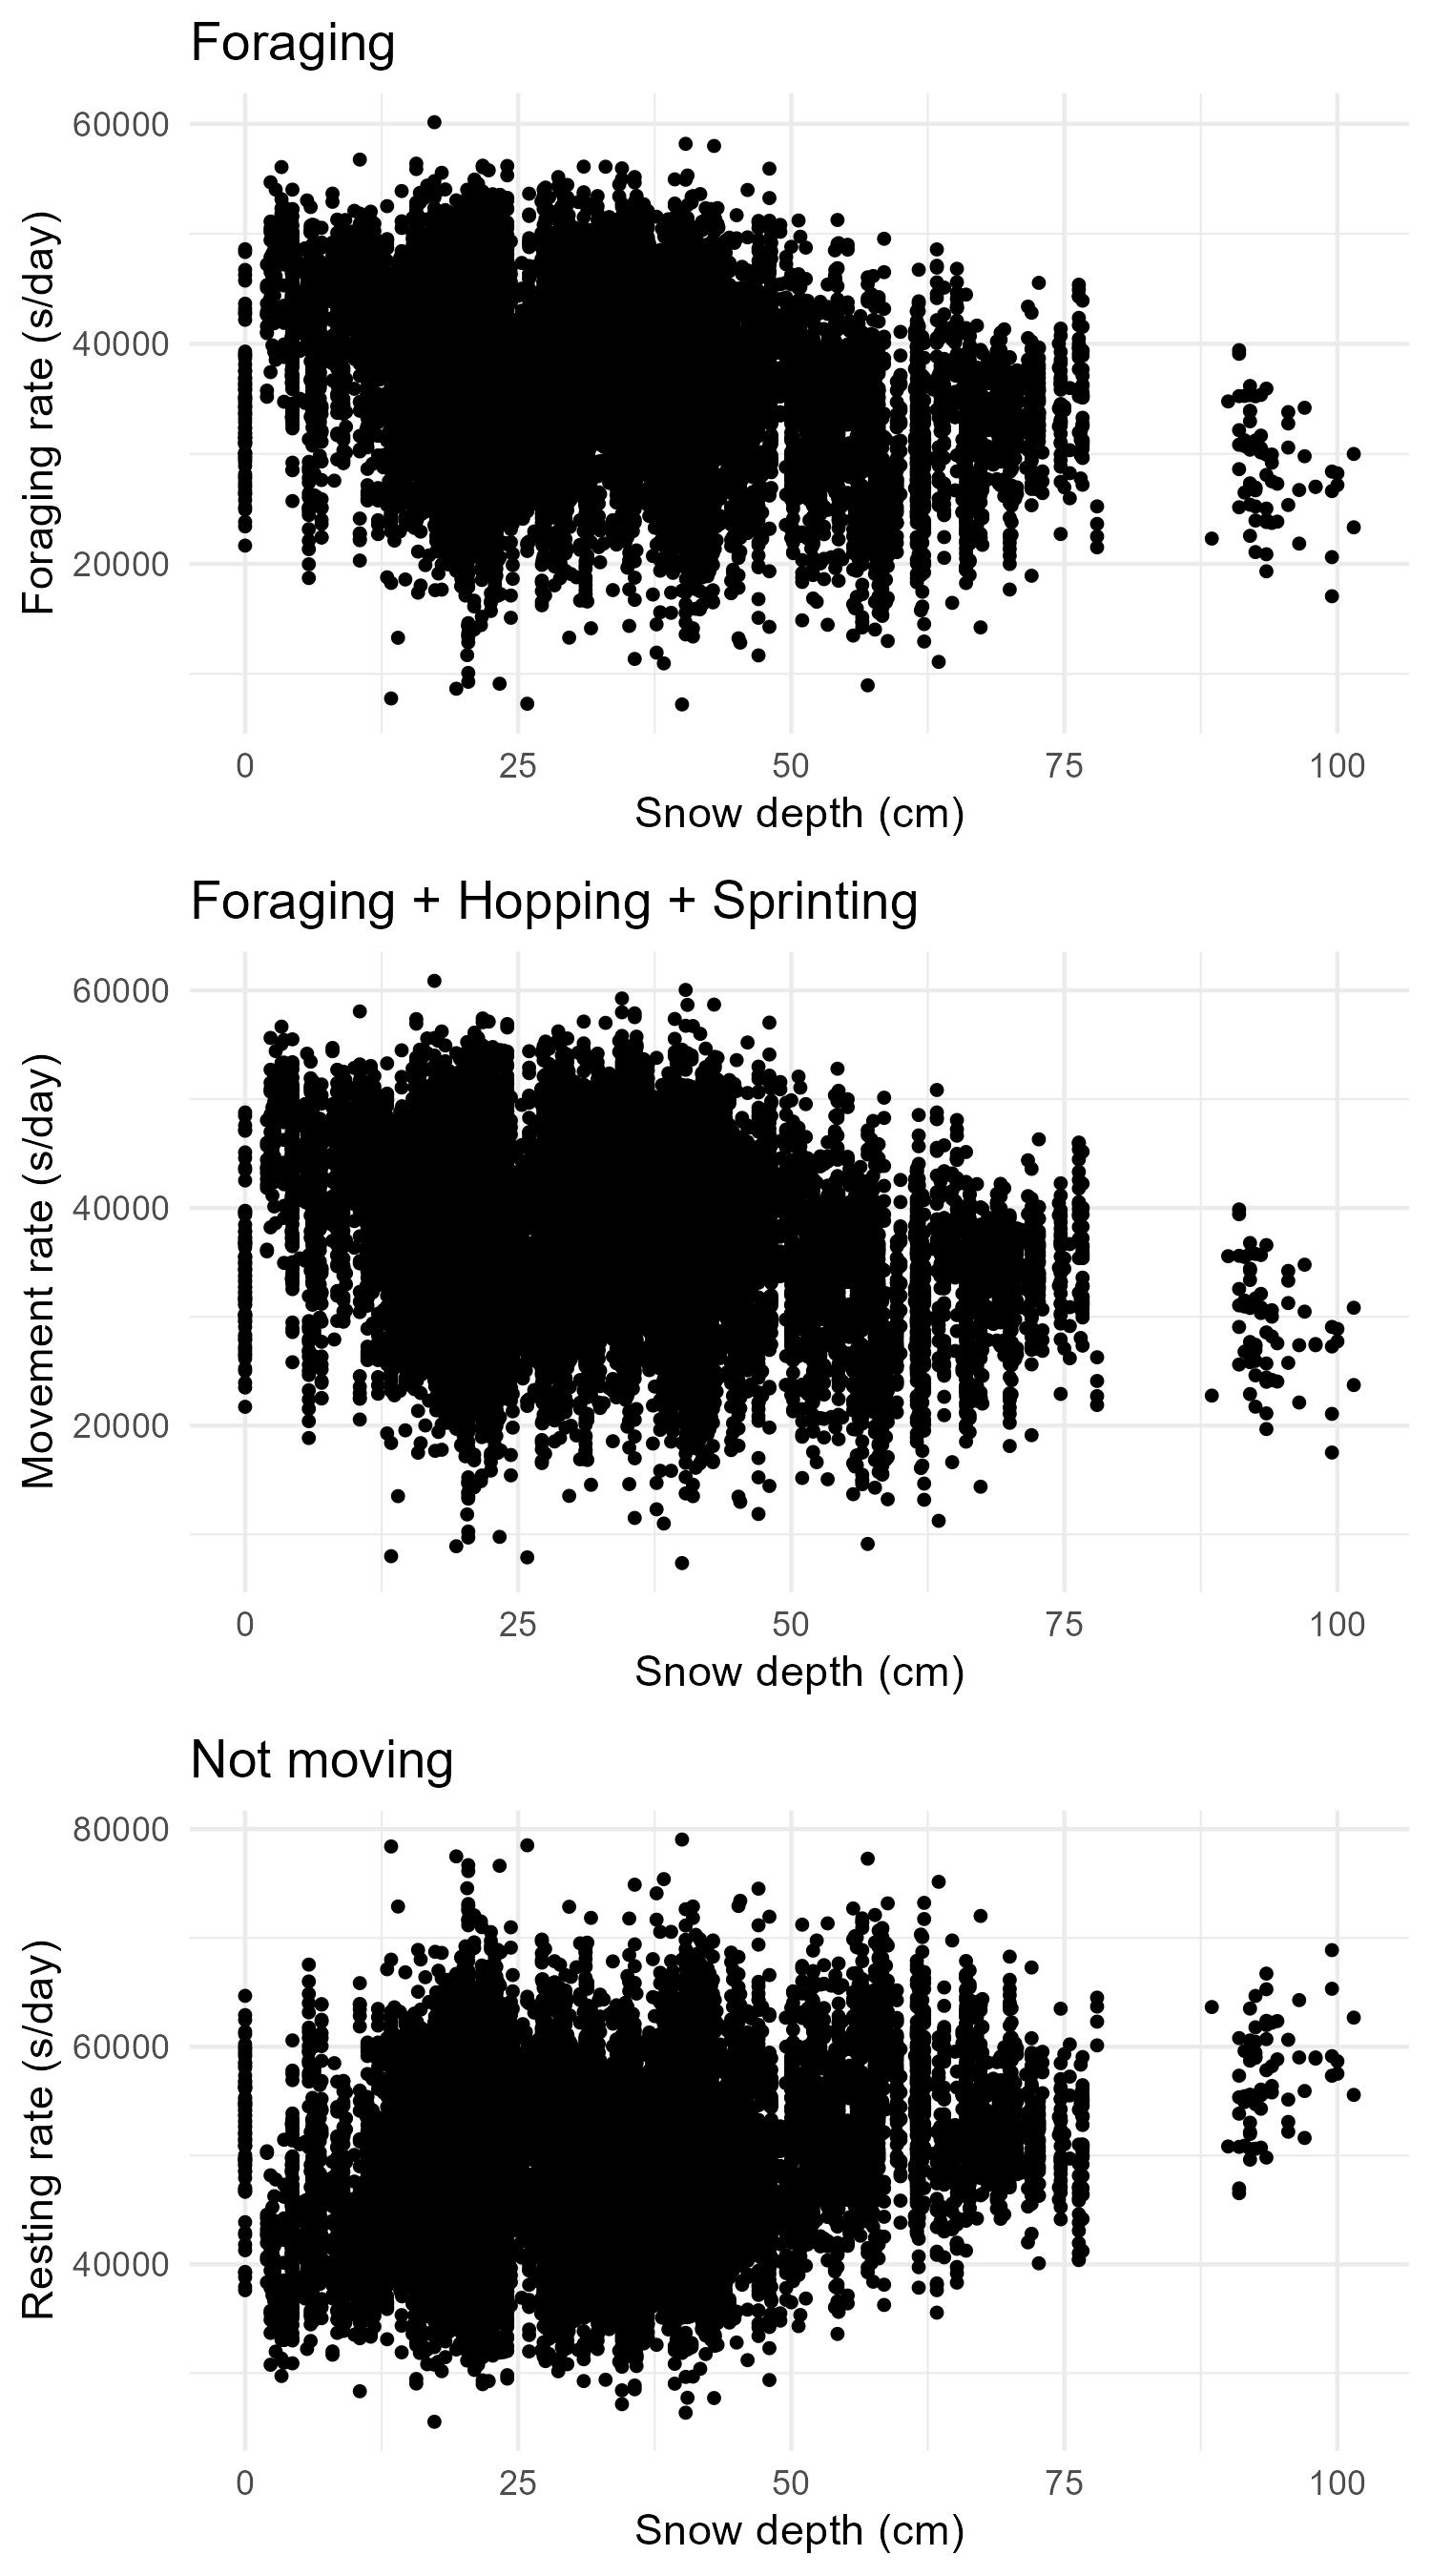 Foraging
60000
40000
20000
Foraging rate (s/day)
0 25 50 75 100
Snow depth (cm)
Foraging + Hopping + Sprinting
60000
40000
20000
Movement rate (s/day)
0 25 50 75 100
Snow depth (cm)
Not moving
80000
60000
40000
Resting rate (s/day)
0 25 50 75 100
Snow depth (cm)